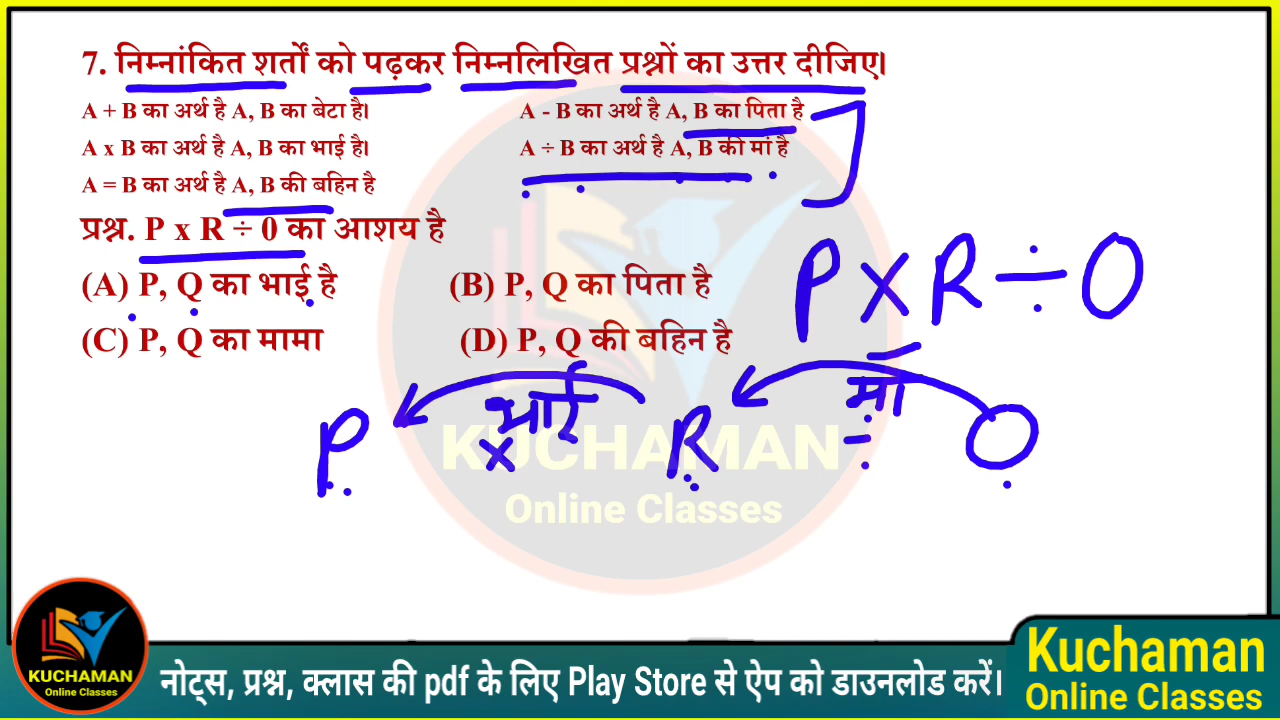 7. निम्नांकित शर्तों को पढ़कर निम्नलिखित प्रश्नों का उत्तर दीजिए।
A + B का अर्थ है A, B का बेटा है।
A - B का अर्थ है A, B का पिता है
A x B का अर्थ है A, B का भाई है।
A ÷ B का अर्थ है A, B की मां है
A = B का अर्थ है A, B की बहिन है
प्रश्न. P x R ÷ 0 का आशय है
(A) P, Q का भाई है
(B) P, Q का पिता है
(C) P, Q का मामा
(D) P, Q की बहिन है
P X R ÷ O
P भाई X R मां ÷ O
KUCHAMAN
Online Classes
KUCHAMAN
Online Classes
नोट्स, प्रश्न, क्लास की pdf के लिए Play Store से ऐप को डाउनलोड करें।
Kuchaman
Online Classes